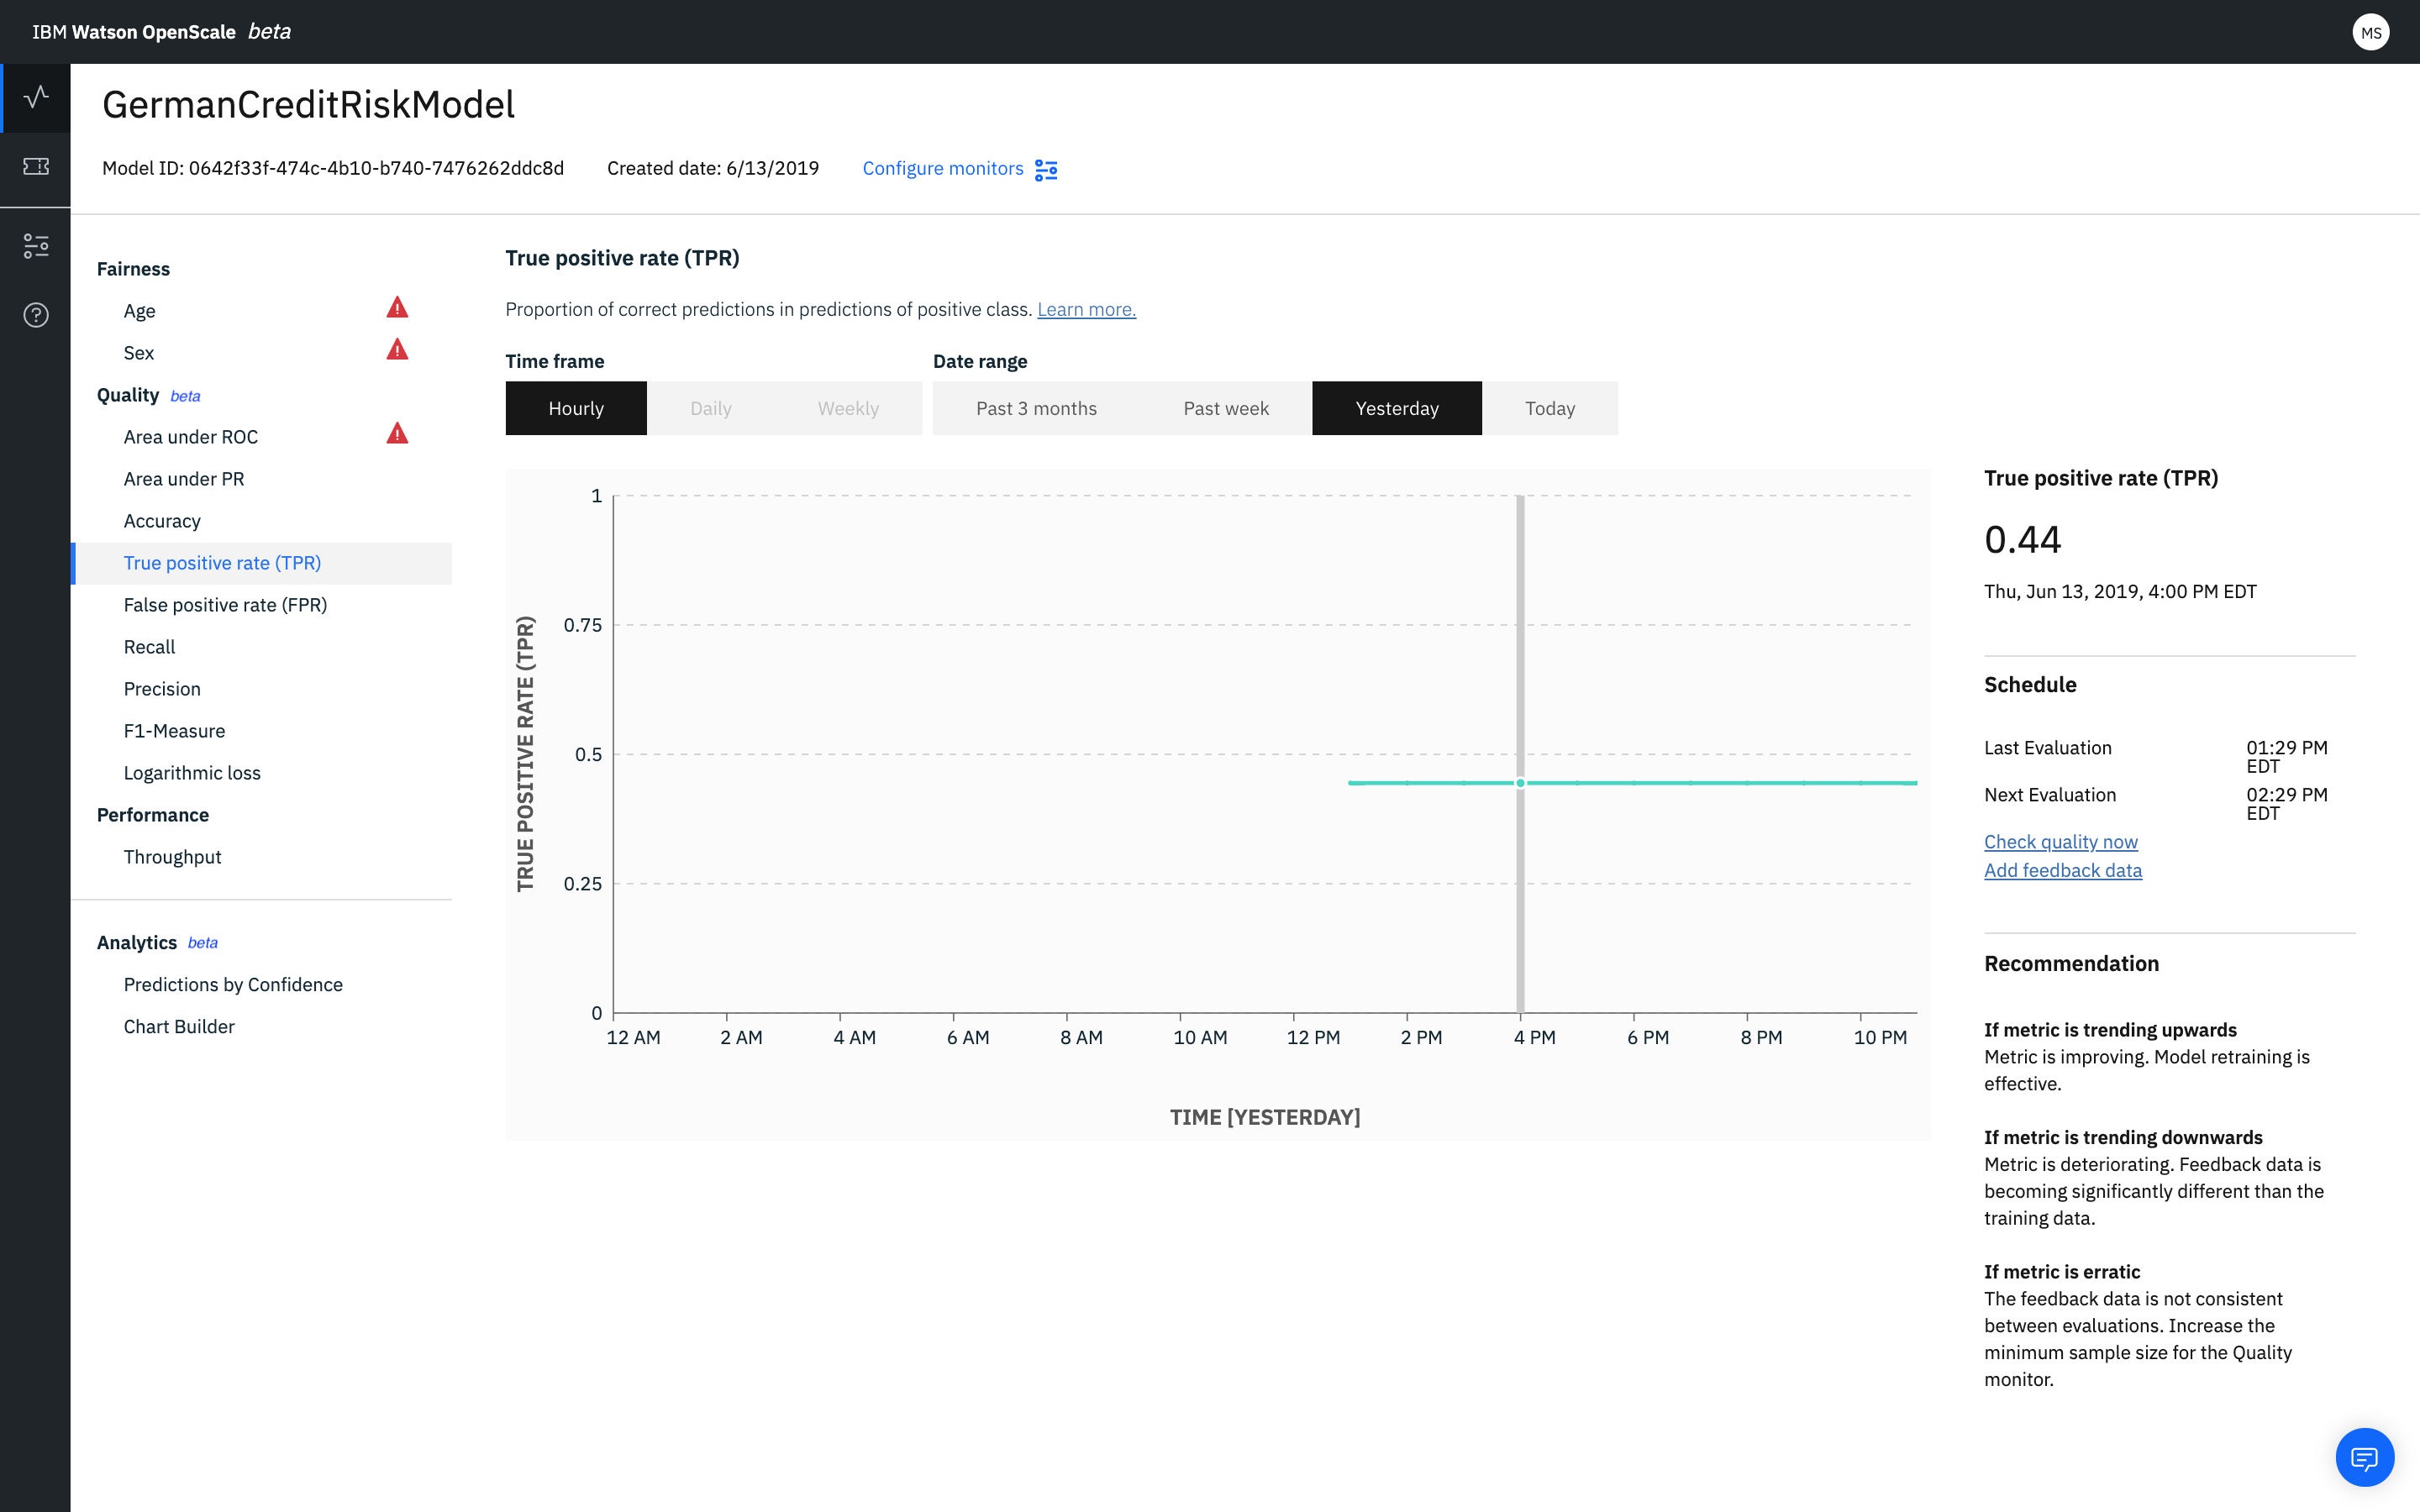 IBM Watson OpenScale beta
MS
GermanCreditRiskModel
Model ID: 0642f33f-474c-4b10-b740-7476262ddc8d Created date: 6/13/2019 Configure monitors
Fairness
Age
Sex
Quality beta
Area under ROC
Area under PR
Accuracy
True positive rate (TPR)
False positive rate (FPR)
Recall
Precision
F1-Measure
Logarithmic loss
Performance
Throughput
Analytics beta
Predictions by Confidence
Chart Builder
True positive rate (TPR)
Proportion of correct predictions in predictions of positive class. Learn more.
Time frame Date range
Hourly Daily Weekly Past 3 months Past week Yesterday Today
TRUE POSITIVE RATE (TPR)
1
0.75
0.5
0.25
0
12 AM 2 AM 4 AM 6 AM 8 AM 10 AM 12 PM 2 PM 4 PM 6 PM 8 PM 10 PM
TIME [YESTERDAY]
True positive rate (TPR)
0.44
Thu, Jun 13, 2019, 4:00 PM EDT
Schedule
Last Evaluation 01:29 PM
EDT
Next Evaluation 02:29 PM
EDT
Check quality now
Add feedback data
Recommendation
If metric is trending upwards
Metric is improving. Model retraining is
effective.
If metric is trending downwards
Metric is deteriorating. Feedback data is
becoming significantly different than the
training data.
If metric is erratic
The feedback data is not consistent
between evaluations. Increase the
minimum sample size for the Quality
monitor.